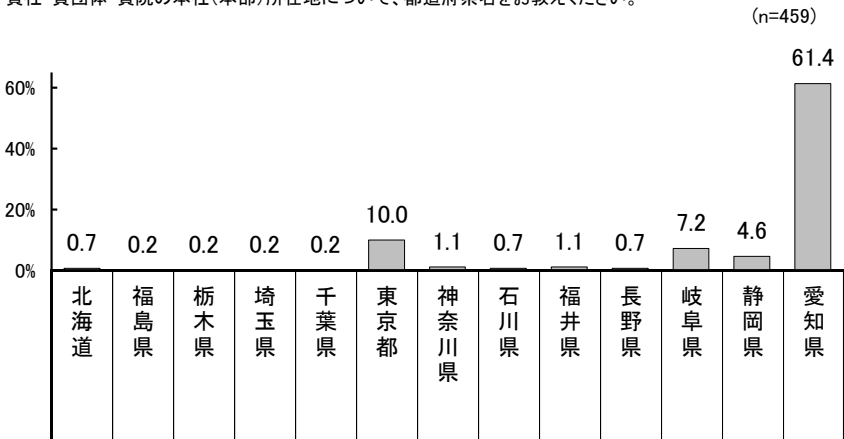 貴社・貴団体・貴院の本社(本部)所在地について、都道府県名をお教えください。
(n=459)
61.4
60%
40%
20%
0%
0.7 0.2 0.2 0.2 0.2 10.0 1.1 0.7 1.1 0.7 7.2 4.6
北海道 福島県 栃木県 埼玉県 千葉県 東京都 神奈川県 石川県 福井県 長野県 岐阜県 静岡県 愛知県